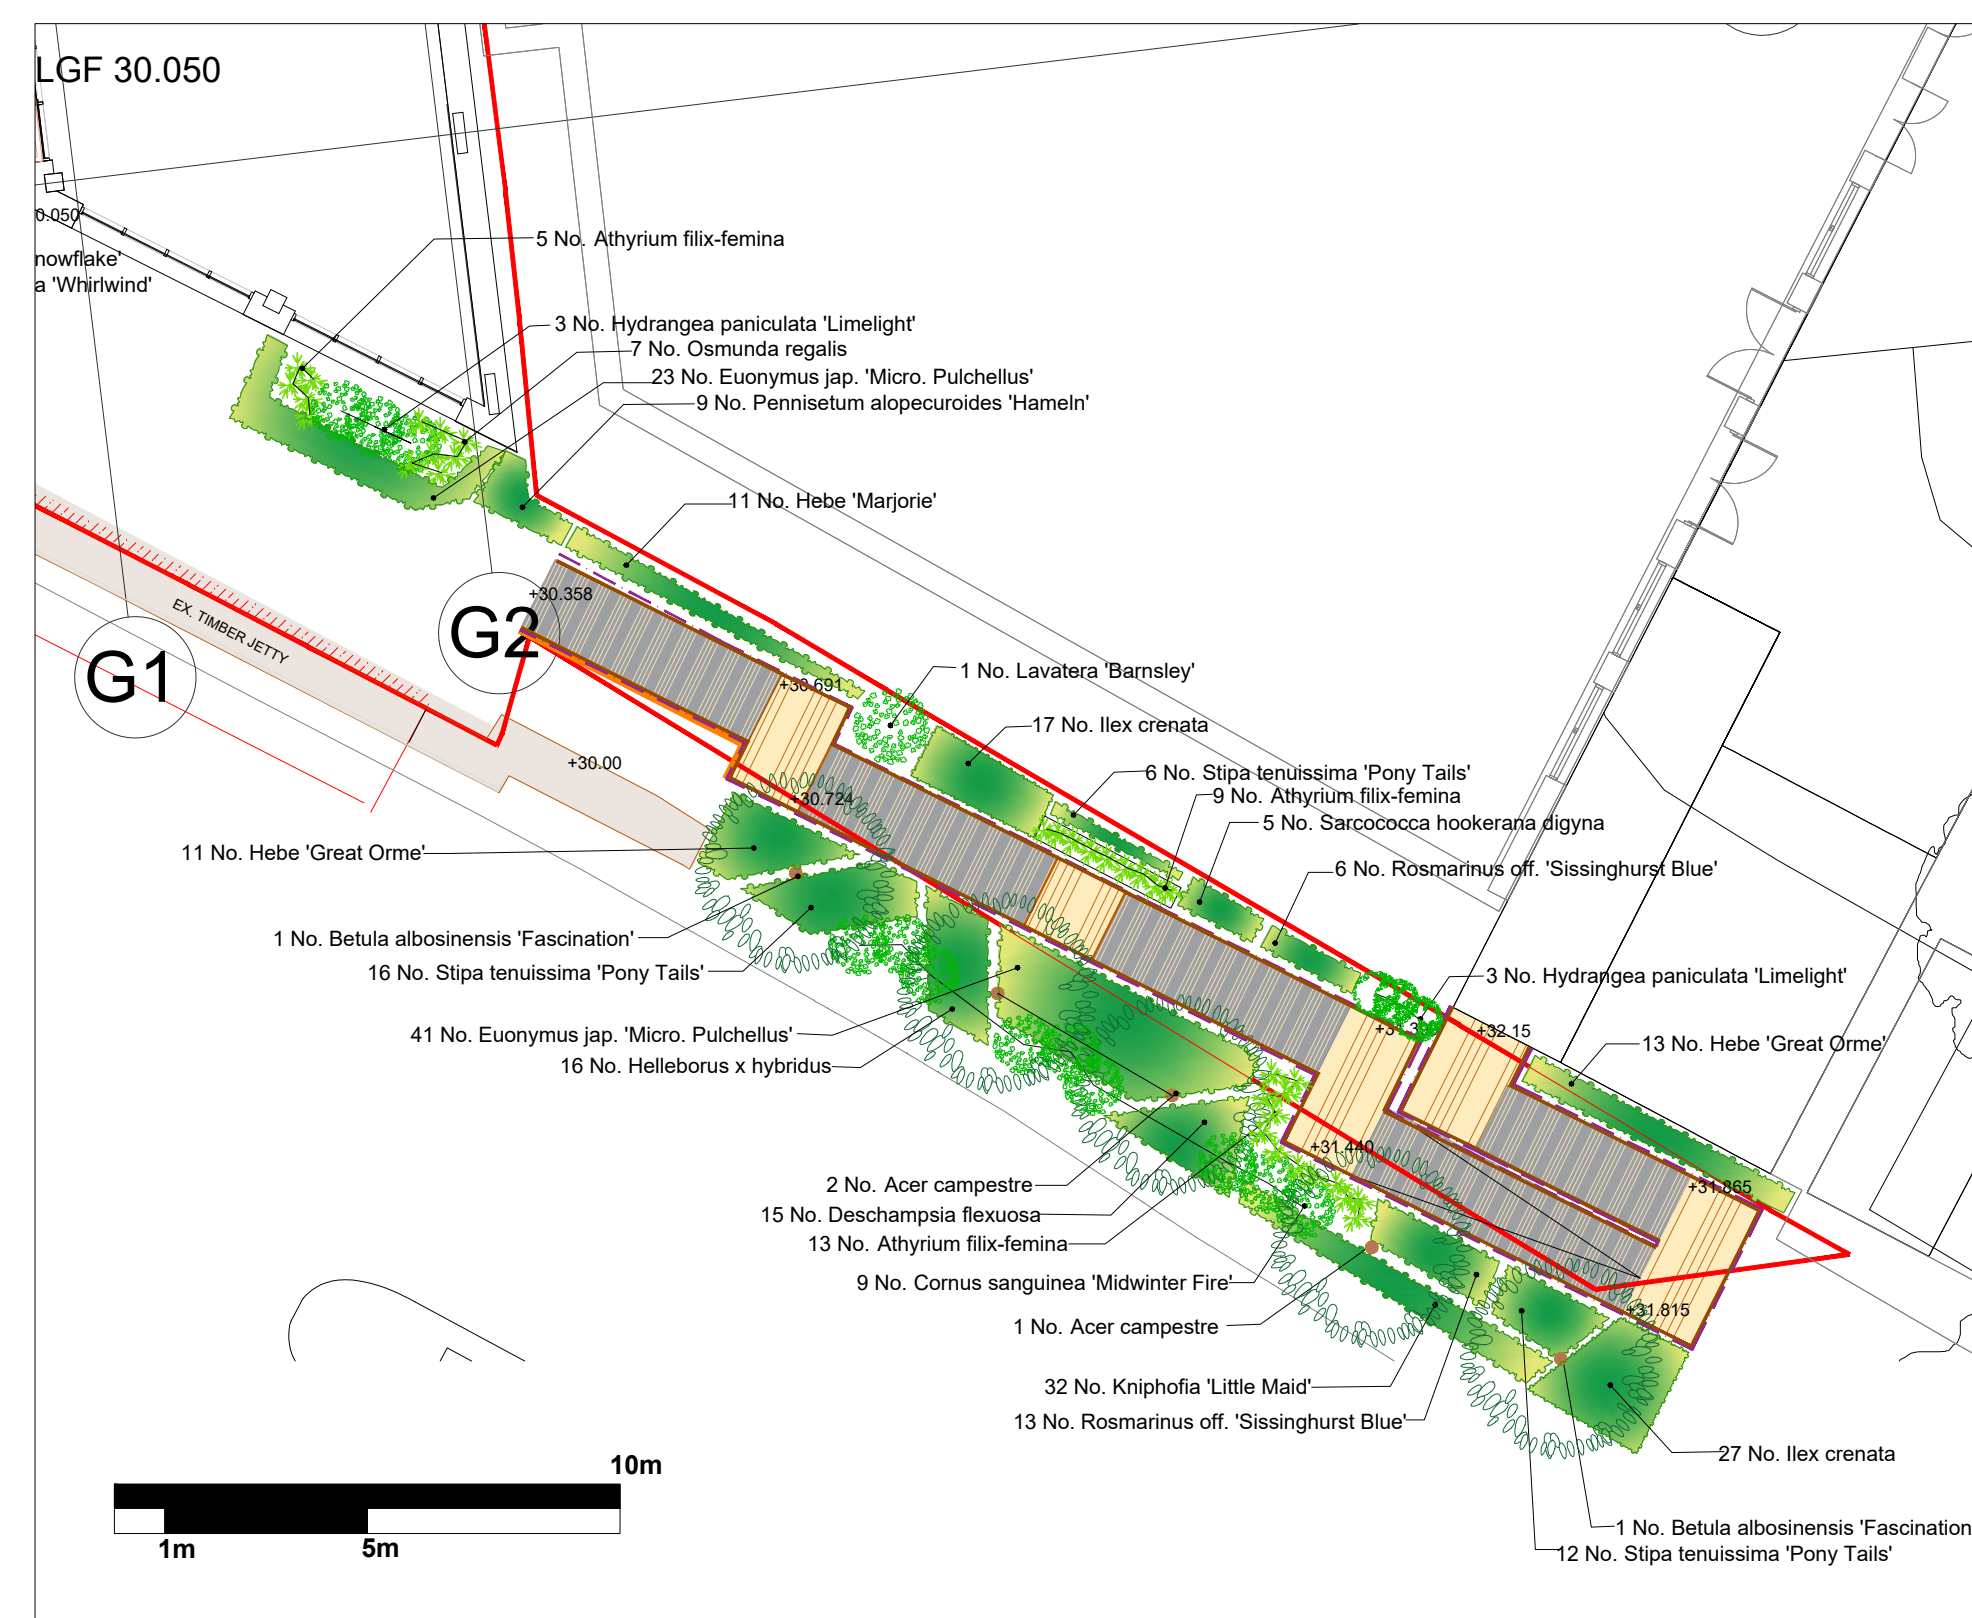 LGF 30.050
0.050
nowflake'
a 'Whirlwind'
5 No. Athyrium filix-femina
3 No. Hydrangea paniculata 'Limelight'
7 No. Osmunda regalis
23 No. Euonymus jap. 'Micro. Pulchellus'
9 No. Pennisetum alopecuroides 'Hameln'
11 No. Hebe 'Marjorie'
+30.358
EX. TIMBER JETTY
G2
G1
1 No. Lavatera 'Barnsley'
+30.691
17 No. Ilex crenata
+30.00
6 No. Stipa tenuissima 'Pony Tails'
9 No. Athyrium filix-femina
+30.724
5 No. Sarcococca hookerana digyna
11 No. Hebe 'Great Orme'
6 No. Rosmarinus off. 'Sissinghurst Blue'
1 No. Betula albosinensis 'Fascination'
16 No. Stipa tenuissima 'Pony Tails'
3 No. Hydrangea paniculata 'Limelight'
+32.15
41 No. Euonymus jap. 'Micro. Pulchellus'
13 No. Hebe 'Great Orme'
16 No. Helleborus x hybridus
+31.440
2 No. Acer campestre
+31.865
15 No. Deschampsia flexuosa
13 No. Athyrium filix-femina
9 No. Cornus sanguinea 'Midwinter Fire'
+31.815
1 No. Acer campestre
32 No. Kniphofia 'Little Maid'
13 No. Rosmarinus off. 'Sissinghurst Blue'
27 No. Ilex crenata
10m
1m
5m
1 No. Betula albosinensis 'Fascination
12 No. Stipa tenuissima 'Pony Tails'